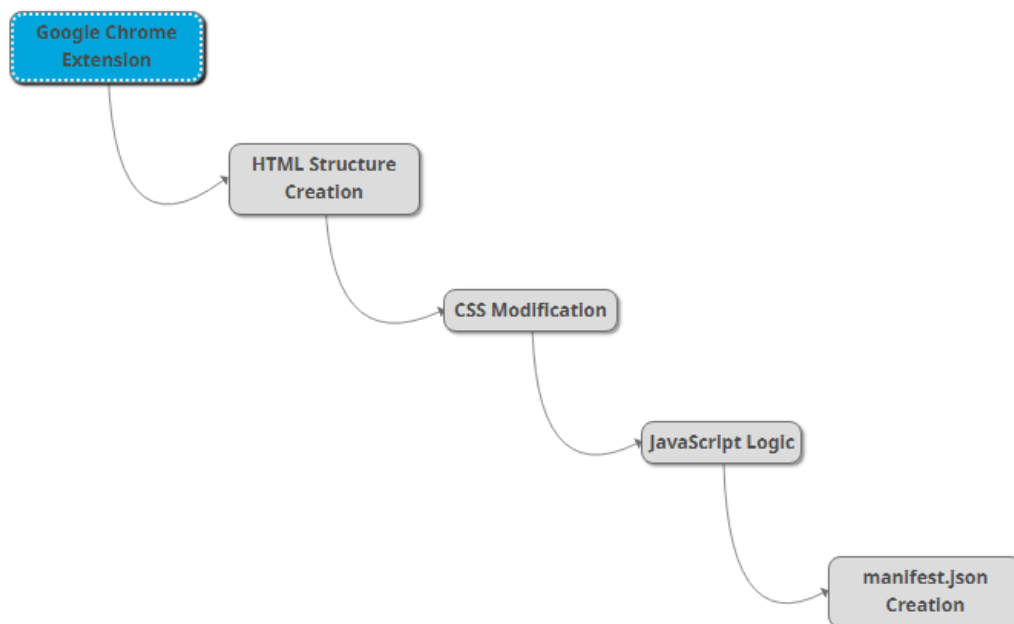 Google Chrome
Extension
HTML Structure
Creation
CSS Modification
JavaScript Logic
manifest.json
Creation